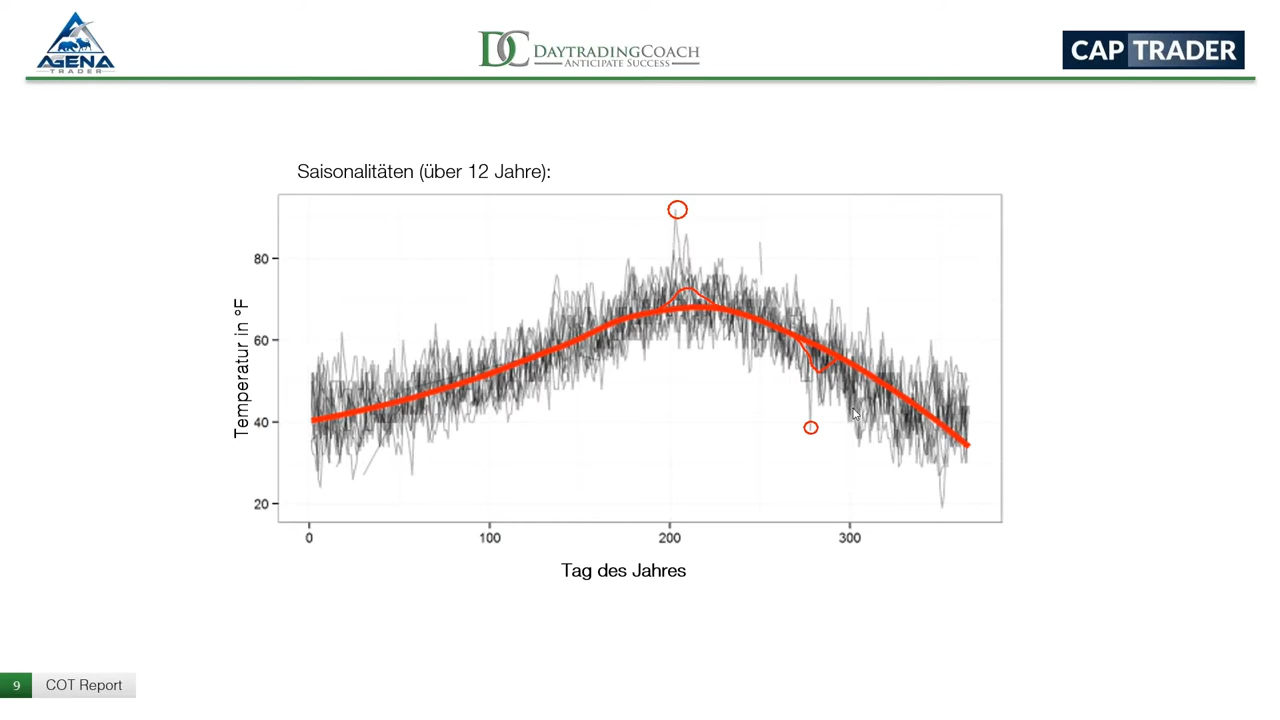 AGENA
TRADER
DC DAYTRADINGCOACH
ANTICIPATE SUCCESS
CAP TRADER
Saisonalitäten (über 12 Jahre):
Temperatur in °F
80
60
40
20
0 100 200 300
Tag des Jahres
9 COT Report